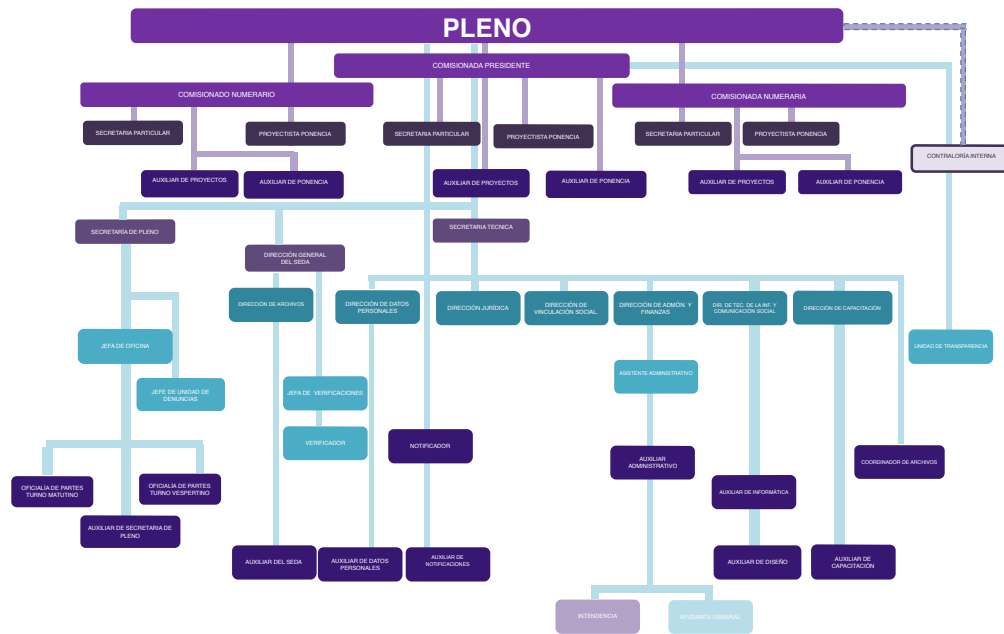 PLENO
COMISIONADA PRESIDENTE
COMISIONADO NUMERARIO
COMISIONADA NUMERARIA
SECRETARIA PARTICULAR
PROYECTISTA PONENCIA
SECRETARIA PARTICULAR
PROYECTISTA PONENCIA
SECRETARIA PARTICULAR
PROYECTISTA PONENCIA
CONTRALORÍA INTERNA
AUXILIAR DE PROYECTOS
AUXILIAR DE PONENCIA
AUXILIAR DE PROYECTOS
AUXILIAR DE PONENCIA
AUXILIAR DE PROYECTOS
AUXILIAR DE PONENCIA
SECRETARÍA DE PLENO
SECRETARIA TECNICA
DIRECCIÓN GENERAL
DEL SEDA
DIRECCIÓN DE ARCHIVOS
DIRECCIÓN DE DATOS
PERSONALES
DIRECCIÓN JURÍDICA
DIRECCIÓN DE
VINCULACIÓN SOCIAL.
DIRECCIÓN DE ADMÓN. Y
FINANZAS
DIR. DE TEC. DE LA INF. Y
COMUNICACIÓN SOCIAL
DIRECCIÓN DE CAPACITACIÓN
JEFA DE OFICINA
UNIDAD DE TRANSPARENCIA
ASISTENTE ADMINISTRATIVO
JEFE DE UNIDAD DE
DENUNCIAS
JEFA DE  VERIFICACIONES
VERIFICADOR
NOTIFICADOR
AUXILIAR
ADMINISTRATIVO
COORDINADOR DE ARCHIVOS
OFICIALÍA DE PARTES
TURNO MATUTINO
OFICIALÍA DE PARTES
TURNO VESPERTINO
AUXILIAR DE INFORMÁTICA
AUXILIAR DE SECRETARIA DE
PLENO
AUXILIAR DEL SEDA
AUXILIAR DE DATOS
PERSONALES
AUXILIAR DE
NOTIFICACIONES
AUXILIAR DE DISEÑO
AUXILIAR DE
CAPACITACIÓN
INTENDENCIA
AYUDANTE GENERAL